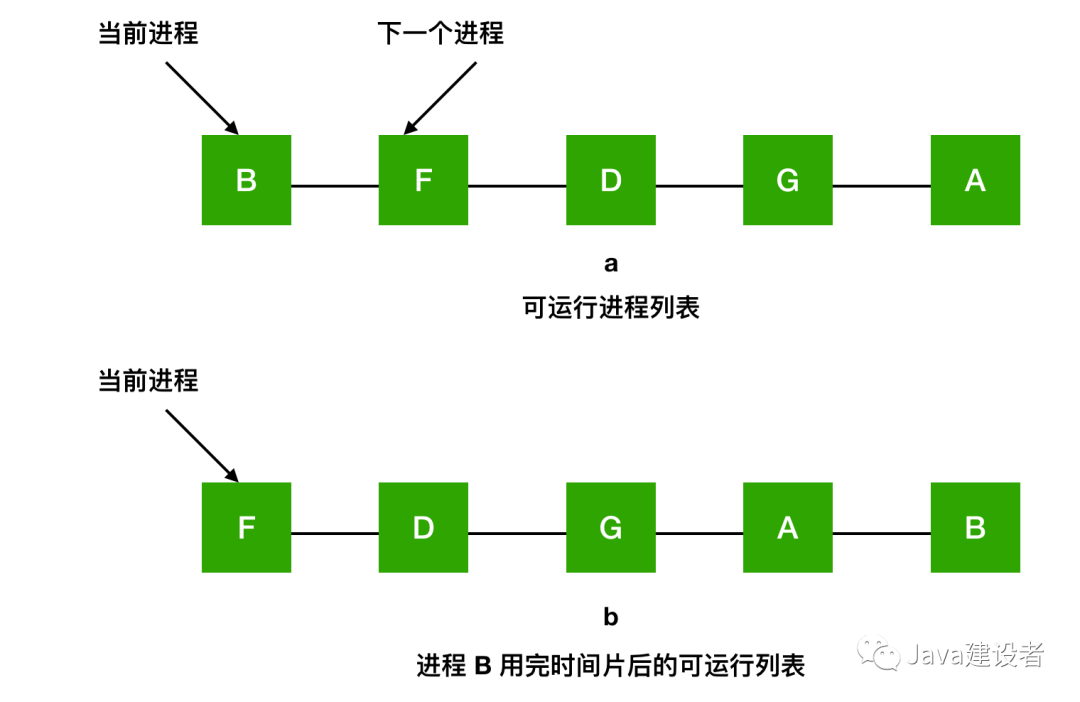 当前进程 下一个进程
B F D G A
a
可运行进程列表
当前进程
F D G A B
b
进程 B 用完时间片后的可运行列表
Java建设者